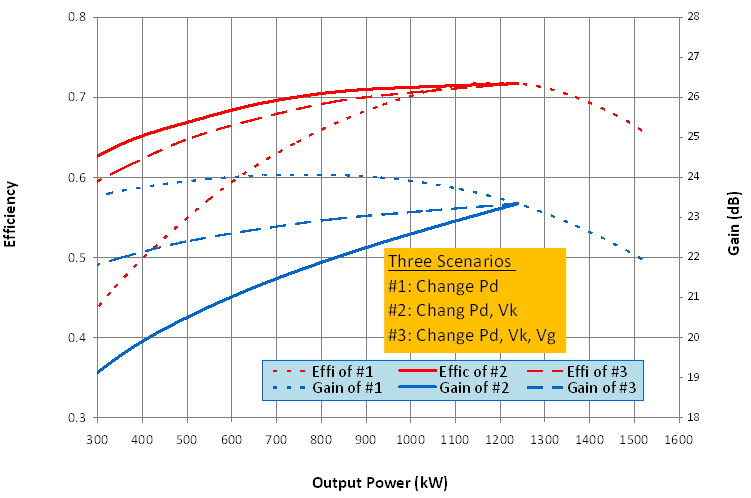 0.8
0.7
0.6
0.5
0.4
0.3
Efficiency
28
27
26
25
24
23
22
21
20
19
18
Gain (dB)
Three Scenarios
#1: Change Pd
#2: Chang Pd, Vk
#3: Change Pd, Vk, Vg
Effi of #1 Effic of #2 Effi of #3
Gain of #1 Gain of #2 Gain of #3
300 400 500 600 700 800 900 1000 1100 1200 1300 1400 1500 1600
Output Power (kW)